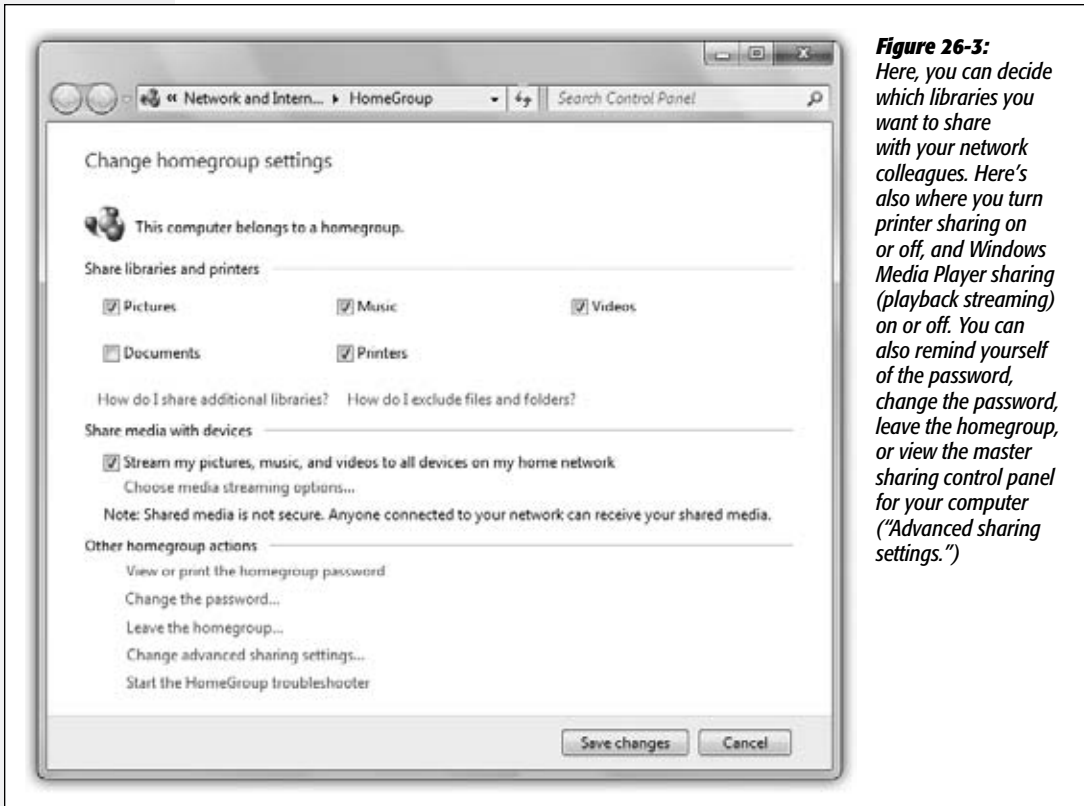 « Network and Intern... ▸ HomeGroup
Search Control Panel
Change homegroup settings
This computer belongs to a homegroup.
Share libraries and printers
Pictures
Music
Videos
Documents
Printers
How do I share additional libraries? How do I exclude files and folders?
Share media with devices
Stream my pictures, music, and videos to all devices on my home network
Choose media streaming options...
Note: Shared media is not secure. Anyone connected to your network can receive your shared media.
Other homegroup actions
View or print the homegroup password
Change the password...
Leave the homegroup...
Change advanced sharing settings...
Start the HomeGroup troubleshooter
Save changes
Cancel
Figure 26-3:
Here, you can decide
which libraries you
want to share
with your network
colleagues. Here's
also where you turn
printer sharing on
or off, and Windows
Media Player sharing
(playback streaming)
on or off. You can
also remind yourself
of the password,
change the password,
leave the homegroup,
or view the master
sharing control panel
for your computer
(“Advanced sharing
settings.”)